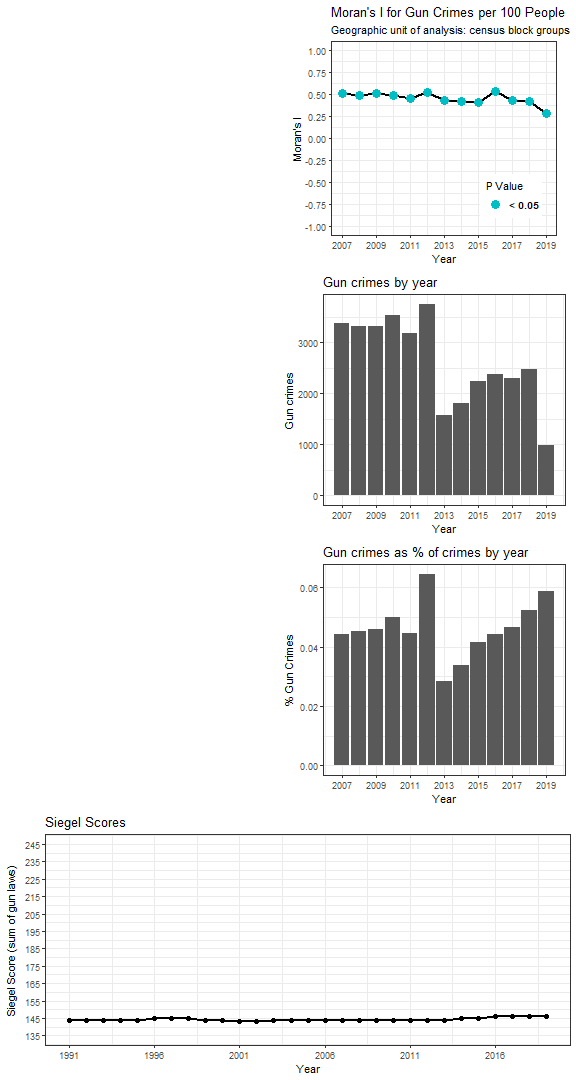 Moran's I for Gun Crimes per 100 People
Geographic unit of analysis: census block groups
1.00
0.75
0.50
0.25
0.00
-0.25
-0.50
-0.75
-1.00
Moran's I
P Value
< 0.05
2007 2009 2011 2013 2015 2017 2019
Year
Gun crimes by year
3000
2000
1000
0
Gun crimes
2007 2009 2011 2013 2015 2017 2019
Year
Gun crimes as % of crimes by year
0.06
0.04
0.02
0.00
% Gun Crimes
2007 2009 2011 2013 2015 2017 2019
Year
Siegel Scores
245
235
225
215
205
195
185
175
165
155
145
135
Siegel Score (sum of gun laws)
1991 1996 2001 2006 2011 2016
Year